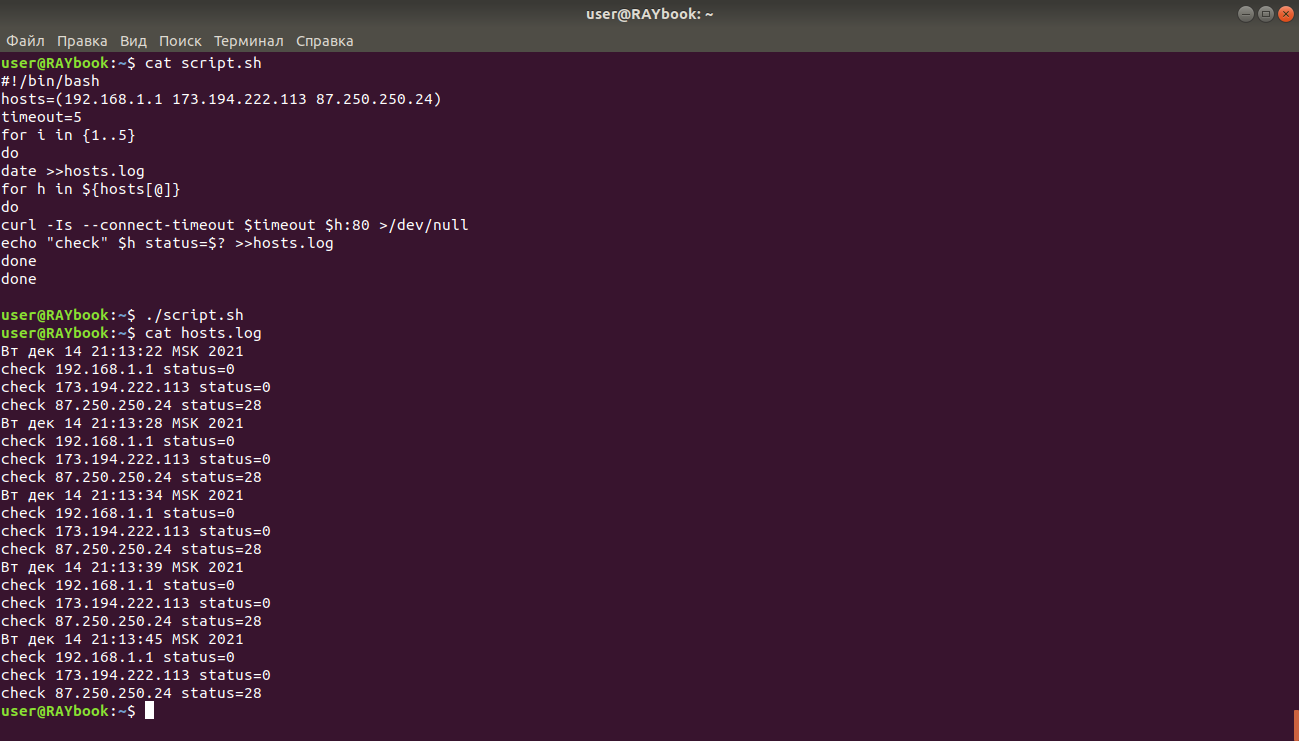 user@RAYbook: ~
Файл Правка Вид Поиск Терминал Справка
user@RAYbook:~$ cat script.sh
#!/bin/bash
hosts=(192.168.1.1 173.194.222.113 87.250.250.24)
timeout=5
for i in {1..5}
do
date >>hosts.log
for h in ${hosts[@]}
do
curl -Is --connect-timeout $timeout $h:80 >/dev/null
echo "check" $h status=$? >>hosts.log
done
done
user@RAYbook:~$ ./script.sh
user@RAYbook:~$ cat hosts.log
Вт дек 14 21:13:22 MSK 2021
check 192.168.1.1 status=0
check 173.194.222.113 status=0
check 87.250.250.24 status=28
Вт дек 14 21:13:28 MSK 2021
check 192.168.1.1 status=0
check 173.194.222.113 status=0
check 87.250.250.24 status=28
Вт дек 14 21:13:34 MSK 2021
check 192.168.1.1 status=0
check 173.194.222.113 status=0
check 87.250.250.24 status=28
Вт дек 14 21:13:39 MSK 2021
check 192.168.1.1 status=0
check 173.194.222.113 status=0
check 87.250.250.24 status=28
Вт дек 14 21:13:45 MSK 2021
check 192.168.1.1 status=0
check 173.194.222.113 status=0
check 87.250.250.24 status=28
user@RAYbook:~$